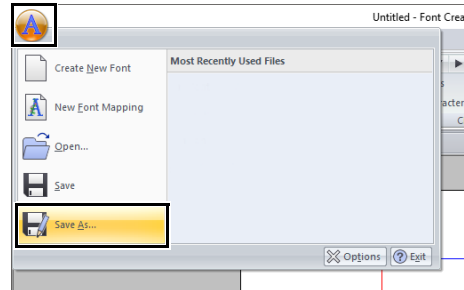 Untitled - Font Crea
Most Recently Used Files
Create New Font
New Font Mapping
Open...
Save
Save As...
Options
Exit
acter
C